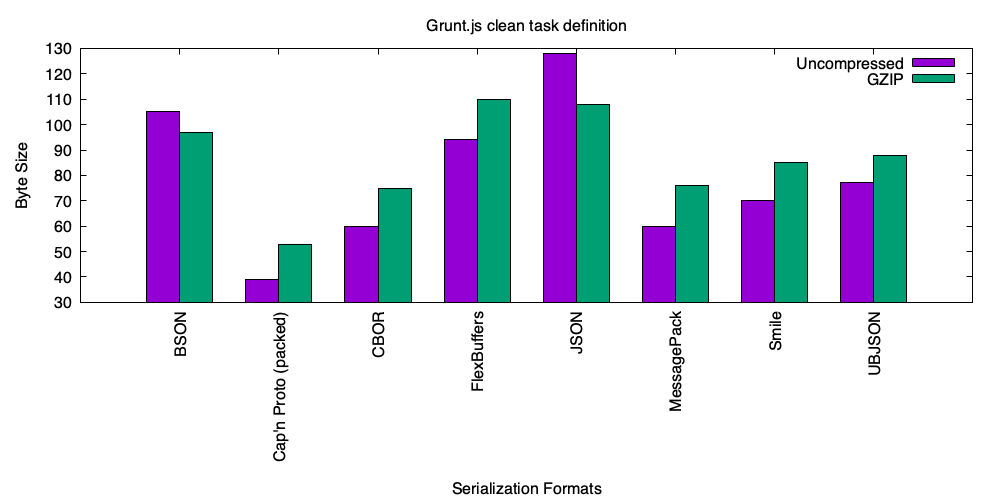 Grunt.js clean task definition
Uncompressed
GZIP
Byte Size
130
120
110
100
90
80
70
60
50
40
30
BSON
Cap'n Proto (packed)
CBOR
FlexBuffers
JSON
MessagePack
Smile
UBJSON
Serialization Formats